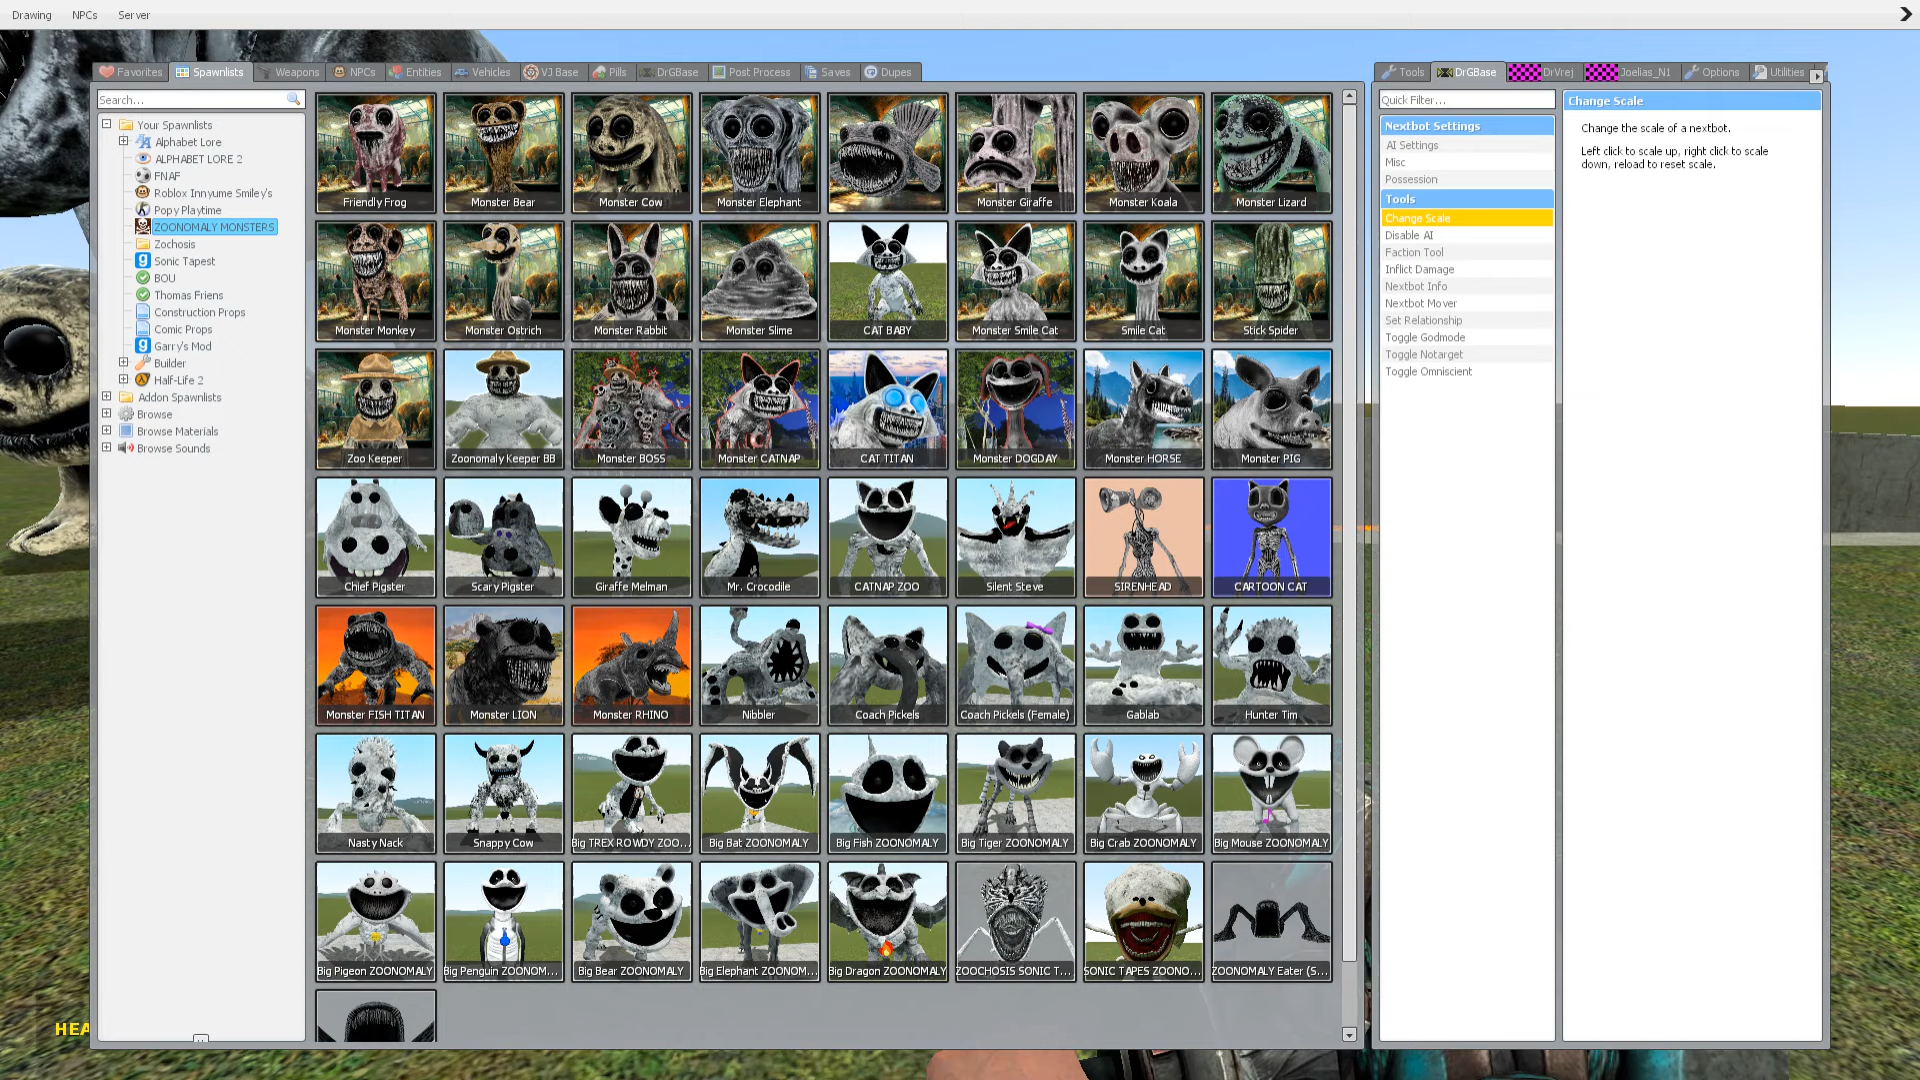 Drawing NPCs Server
Favorites Spawnlists Weapons NPCs Entities Vehicles VJ Base Pills DrGBase Post Process Saves Dupes
Search...
Your Spawnlists
Alphabet Lore
ALPHABET LORE 2
FNAF
Roblox Innyume Smiley's
Popy Playtime
ZOONOMALY MONSTERS
Zochosis
Sonic Tapest
BOU
Thomas Friens
Construction Props
Comic Props
Garry's Mod
Builder
Half-Life 2
Addon Spawnlists
Browse
Browse Materials
Browse Sounds
Friendly Frog Monster Bear Monster Cow Monster Elephant Monster Giraffe Monster Koala Monster Lizard
Monster Monkey Monster Ostrich Monster Rabbit Monster Slime CAT BABY Monster Smile Cat Smile Cat Stick Spider
Zoo Keeper Zoonomaly Keeper BB Monster BOSS Monster CATNAP CAT TITAN Monster DOGDAY Monster HORSE Monster PIG
Chief Pigster Scary Pigster Giraffe Melman Mr. Crocodile CATNAP ZOO Silent Steve SIRENHEAD CARTOON CAT
Monster FISH TITAN Monster LION Monster RHINO Nibbler Coach Pickels Coach Pickels (Female) Gablab Hunter Tim
Nasty Nack Snappy Cow Big TREX ROWDY ZOO... Big Bat ZOONOMALY Big Fish ZOONOMALY Big Tiger ZOONOMALY Big Crab ZOONOMALY Big Mouse ZOONOMALY
Big Pigeon ZOONOMALY Big Penguin ZOONOM... Big Bear ZOONOMALY Big Elephant ZOONOM... Big Dragon ZOONOMALY ZOOCHOSIS SONIC T... SONIC TAPES ZOONO... ZOONOMALY Eater (S...
HEA
Tools DrGBase DrVrej Joelias_N1 Options Utilities
Quick Filter...
Nextbot Settings
AI Settings
Misc
Possession
Tools
Change Scale
Disable AI
Faction Tool
Inflict Damage
Nextbot Info
Nextbot Mover
Set Relationship
Toggle Godmode
Toggle Notarget
Toggle Omniscient
Change Scale
Change the scale of a nextbot.
Left click to scale up, right click to scale
down, reload to reset scale.